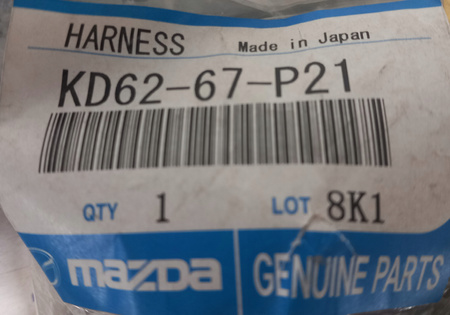 HARNESS Made in Japan
KD62-67-P21
QTY 1 LOT 8K1
mazda GENUINE PARTS